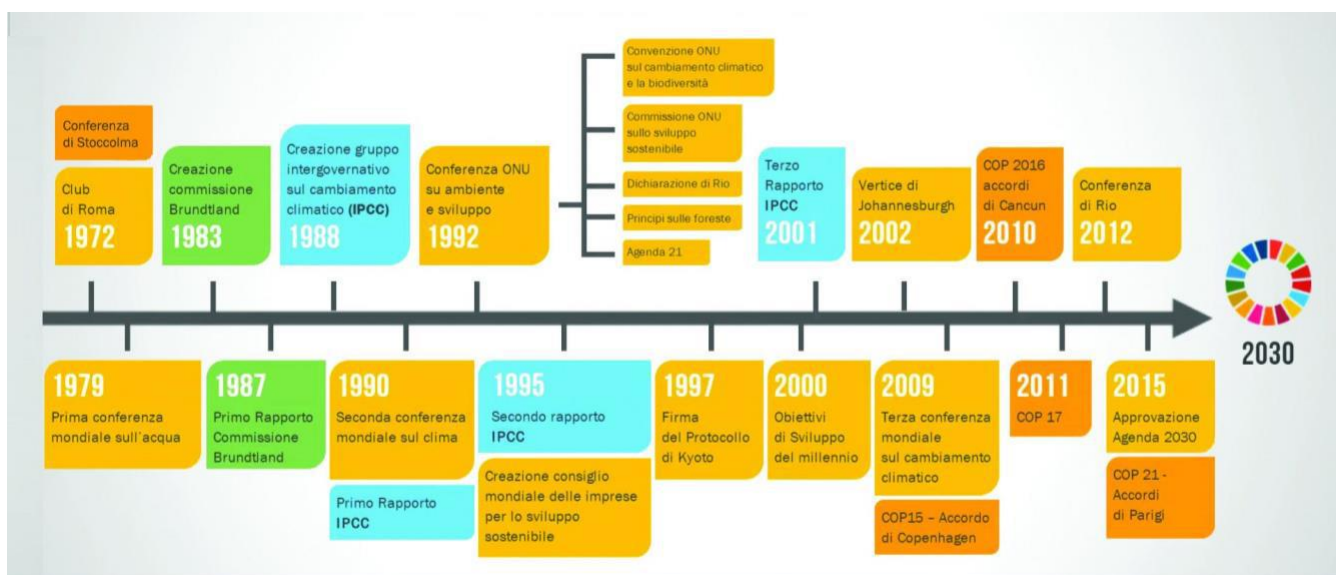 Conferenza
di Stoccolma
Club
di Roma
1972
Creazione
commissione
Brundtland
1983
Creazione gruppo
intergovernativo
sul cambiamento
climatico (IPCC)
1988
Conferenza ONU
su ambiente
e sviluppo
1992
Convenzione ONU
sul cambiamento climatico
e la biodiversità
Commissione ONU
sullo sviluppo
sostenibile
Dichiarazione di Rio
Principi sulle foreste
Agenda 21
Terzo
Rapporto
IPCC
2001
Vertice di
Johannesburgh
2002
COP 2016
accordi
di Cancun
2010
Conferenza
di Rio
2012
2030
1979
Prima conferenza
mondiale sull'acqua
1987
Primo Rapporto
Commissione
Brundtland
1990
Seconda conferenza
mondiale sul clima
Primo Rapporto
IPCC
1995
Secondo rapporto
IPCC
Creazione consiglio
mondiale delle imprese
per lo sviluppo
sostenibile
1997
Firma
del Protocollo
di Kyoto
2000
Obiettivi
di Sviluppo
del millennio
2009
Terza conferenza
mondiale
sul cambiamento
climatico
COP15 – Accordo
di Copenhagen
2011
COP 17
2015
Approvazione
Agenda 2030
COP 21 -
Accordi
di Parigi